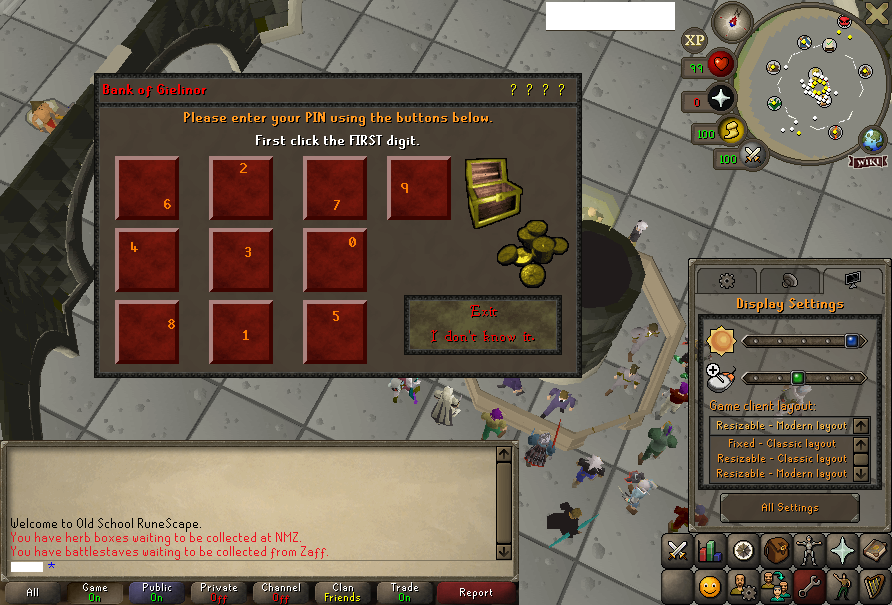 Bank of Gielinor
? ? ? ?
Please enter your PIN using the buttons below.
First click the FIRST digit.
6
2
7
9
4
3
0
8
1
5
Exit
I don't know it.
XP
99
0
100
100
WIKI
Display Settings
Game client layout:
Resizable - Modern layout
Fixed - Classic layout
Resizable - Classic layout
Resizable - Modern layout
All Settings
Welcome to Old School RuneScape.
You have herb boxes waiting to be collected at NMZ.
You have battlestaves waiting to be collected from Zaff.
*
All
Game
On
Public
On
Private
Off
Channel
Off
Clan
Friends
Trade
On
Report